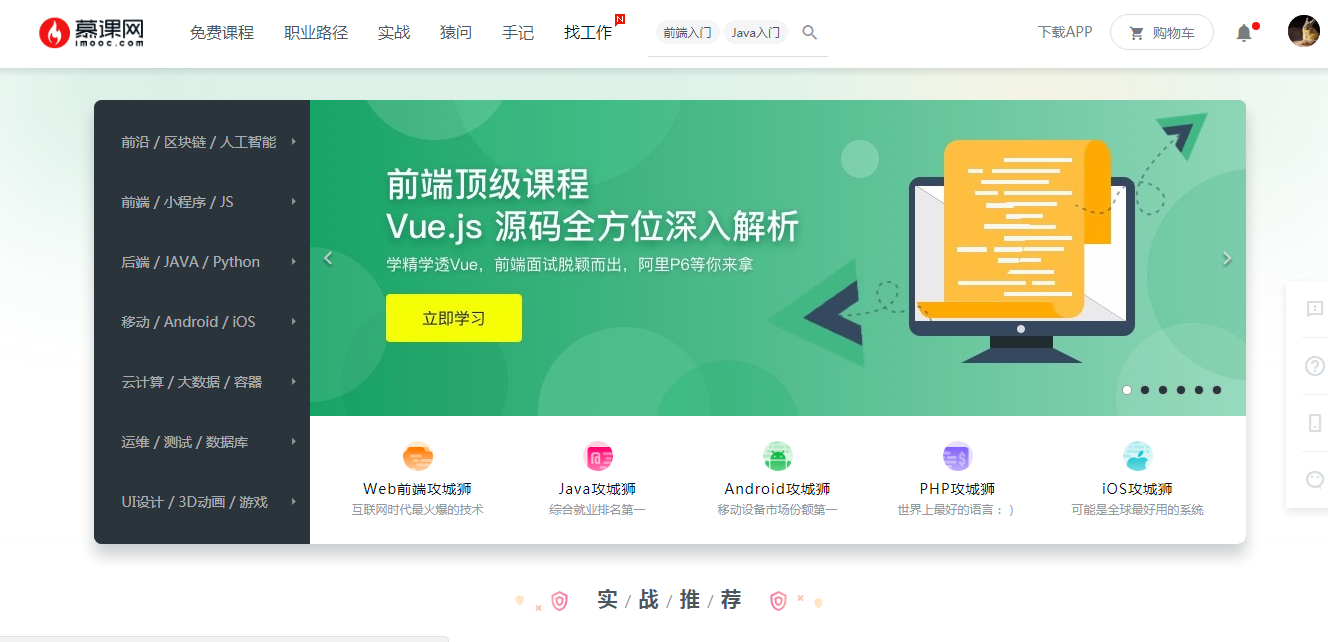 慕课网
imooc.com
免费课程 职业路径 实战 猿问 手记 找工作 N 前端入门 Java入门 下载APP 购物车
前沿 / 区块链 / 人工智能
前端 / 小程序 / JS
后端 / JAVA / Python
移动 / Android / iOS
云计算 / 大数据 / 容器
运维 / 测试 / 数据库
UI设计 / 3D动画 / 游戏
前端顶级课程
Vue.js 源码全方位深入解析
学精学透Vue，前端面试脱颖而出，阿里P6等你来拿
立即学习
Web前端攻城狮
互联网时代最火爆的技术
Java攻城狮
综合就业排名第一
Android攻城狮
移动设备市场份额第一
PHP攻城狮
世界上最好的语言：）
iOS攻城狮
可能是全球最好用的系统
实 / 战 / 推 / 荐